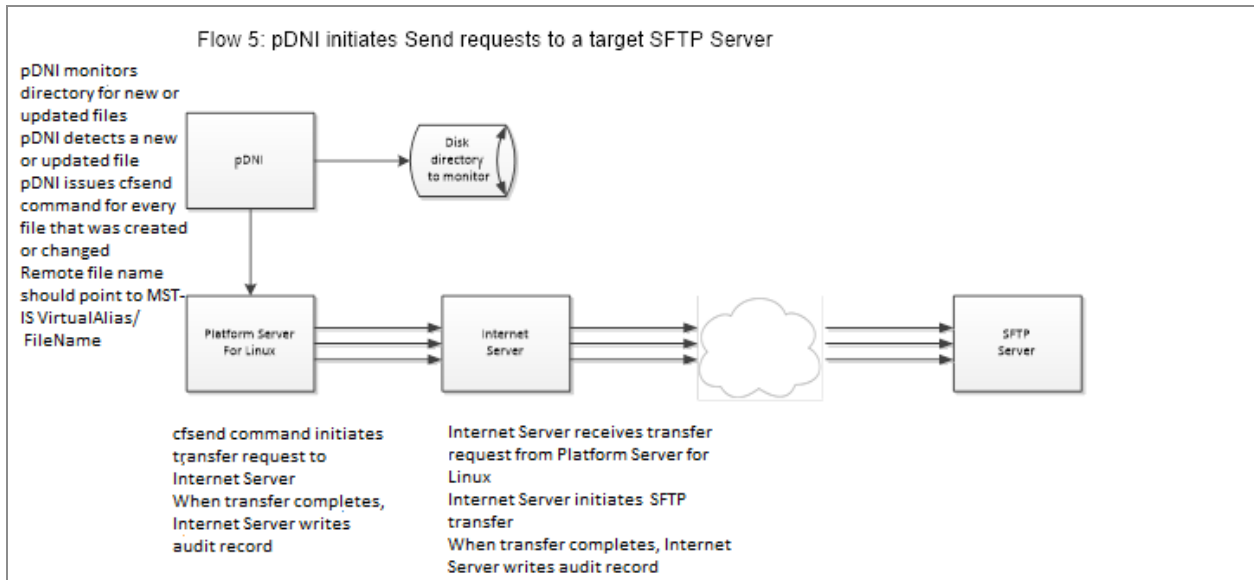 Flow 5: pDNI initiates Send requests to a target SFTP Server
pDNI monitors
directory for new or
updated files
pDNI detects a new
or updated file
pDNI issues cfsend
command for every
file that was created
or changed
Remote file name
should point to MST-
IS VirtualAlias/
FileName
pDNI
Disk
directory
to monitor
Platform Server
For Linux
Internet
Server
SFTP
Server
cfsend command initiates
transfer request to
Internet Server
When transfer completes,
Internet Server writes
audit record
Internet Server receives transfer
request from Platform Server for
Linux
Internet Server initiates SFTP
transfer
When transfer completes, Internet
Server writes audit record